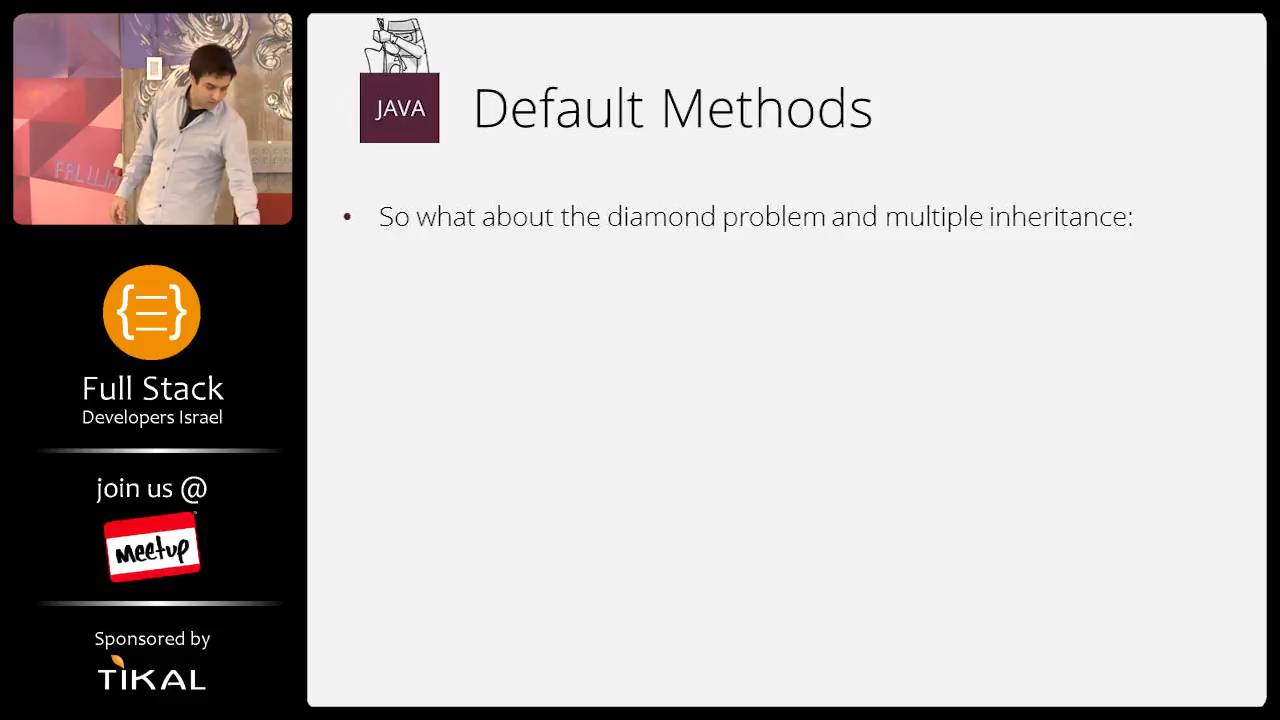 JAVA
Default Methods
• So what about the diamond problem and multiple inheritance:
{ }
Full Stack
Developers Israel
join us @
meetup
Sponsored by
TIKAL